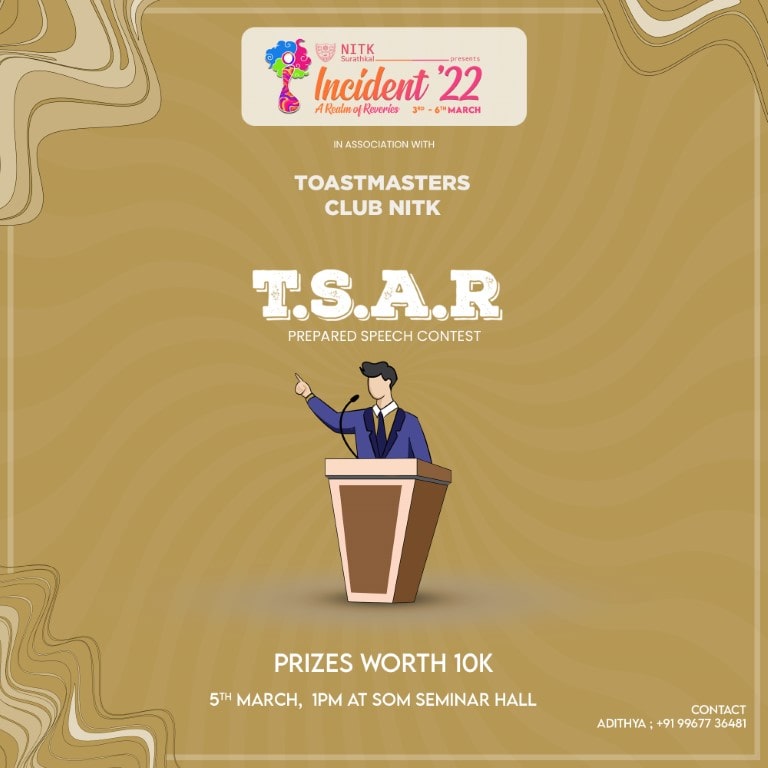 NITK
Surathkal presents
Incident '22
A Realm of Reveries 3RD - 6TH MARCH
IN ASSOCIATION WITH
TOASTMASTERS
CLUB NITK
T.S.A.R
PREPARED SPEECH CONTEST
PRIZES WORTH 10K
5TH MARCH, 1PM AT SOM SEMINAR HALL
CONTACT
ADITHYA ; +91 99677 36481